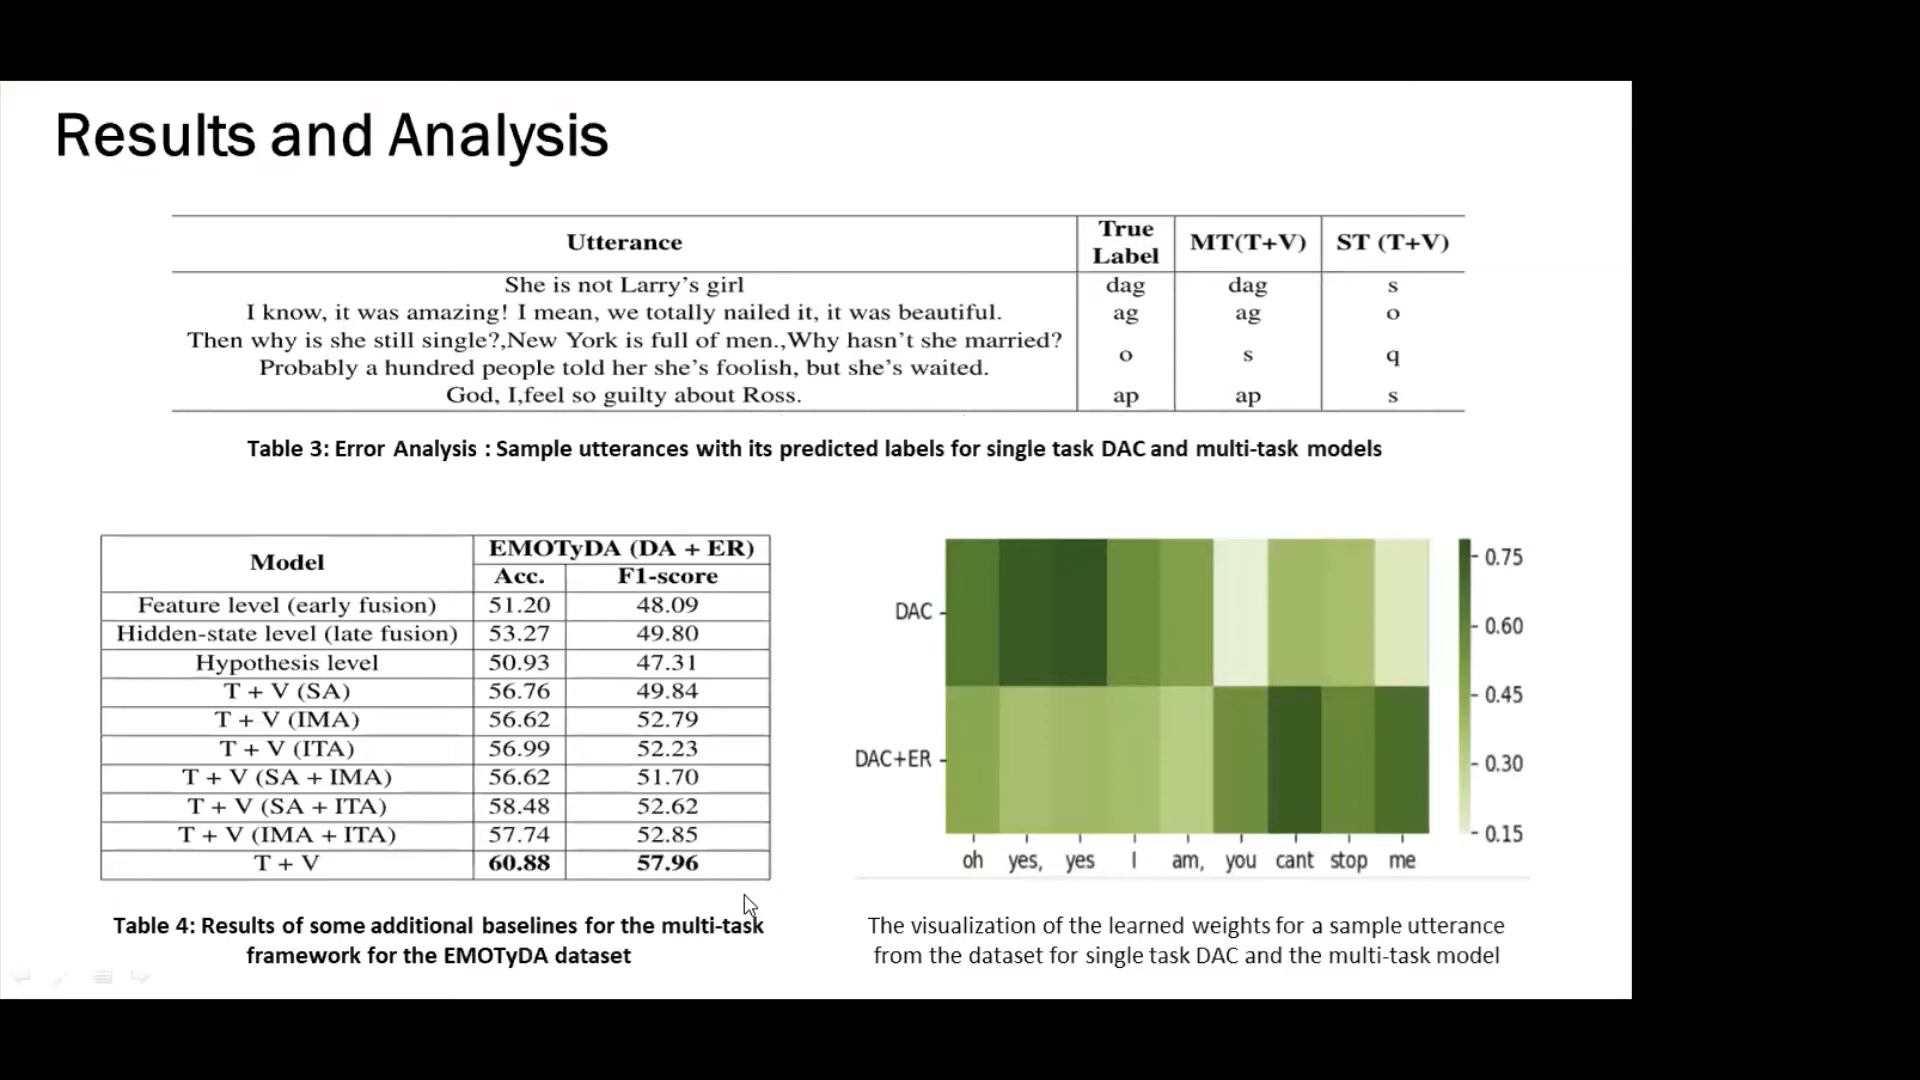 Results and Analysis
Utterance True Label MT(T+V) ST (T+V)
She is not Larry's girl dag dag s
I know, it was amazing! I mean, we totally nailed it, it was beautiful. ag ag o
Then why is she still single?,New York is full of men.,Why hasn't she married?
Probably a hundred people told her she's foolish, but she's waited. o s q
God, I,feel so guilty about Ross. ap ap s
Table 3: Error Analysis : Sample utterances with its predicted labels for single task DAC and multi-task models
Model EMOTyDA (DA + ER)
Acc. F1-score
Feature level (early fusion) 51.20 48.09
Hidden-state level (late fusion) 53.27 49.80
Hypothesis level 50.93 47.31
T + V (SA) 56.76 49.84
T + V (IMA) 56.62 52.79
T + V (ITA) 56.99 52.23
T + V (SA + IMA) 56.62 51.70
T + V (SA + ITA) 58.48 52.62
T + V (IMA + ITA) 57.74 52.85
T + V 60.88 57.96
Table 4: Results of some additional baselines for the multi-task
framework for the EMOTyDA dataset
DAC
DAC+ER
oh yes, yes I am, you cant stop me
0.75
0.60
0.45
0.30
0.15
The visualization of the learned weights for a sample utterance
from the dataset for single task DAC and the multi-task model